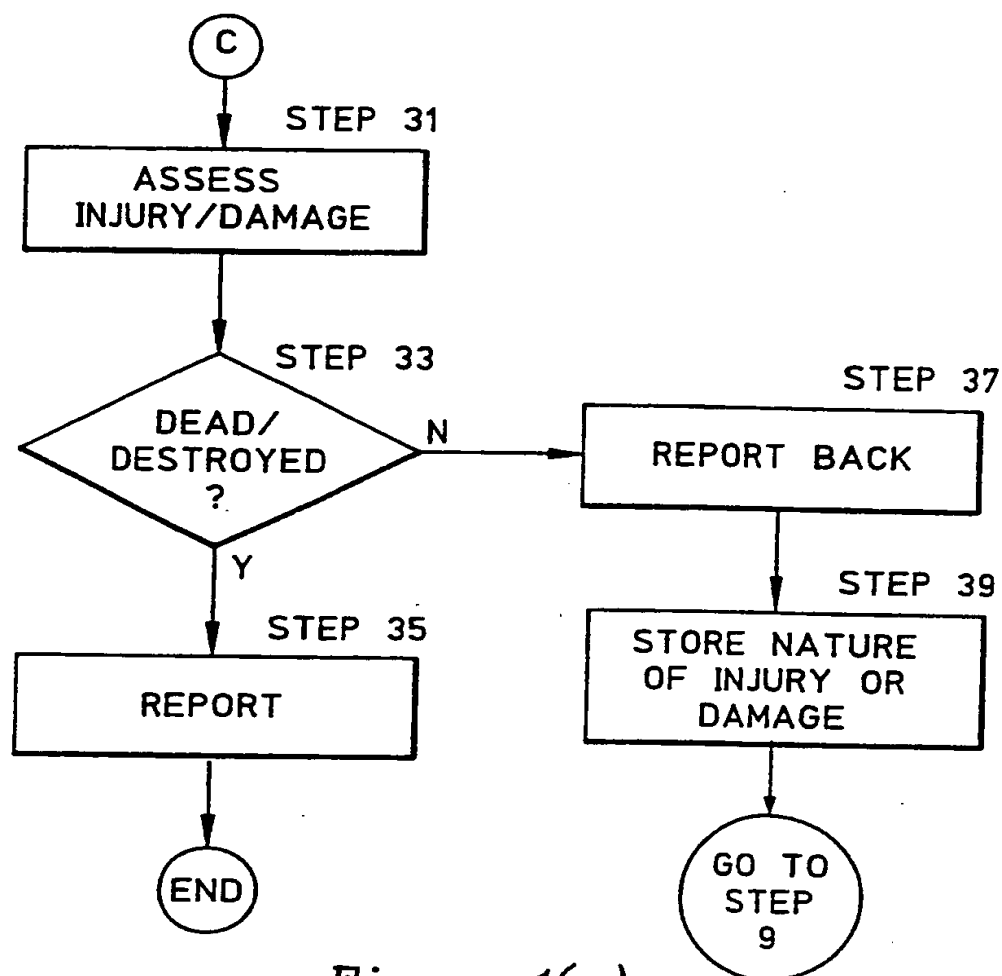 C
STEP 31
ASSESS
INJURY/DAMAGE
STEP 33
DEAD/
DESTROYED
?
N
Y
STEP 35
REPORT
END
STEP 37
REPORT BACK
STEP 39
STORE NATURE
OF INJURY OR
DAMAGE
GO TO
STEP
9